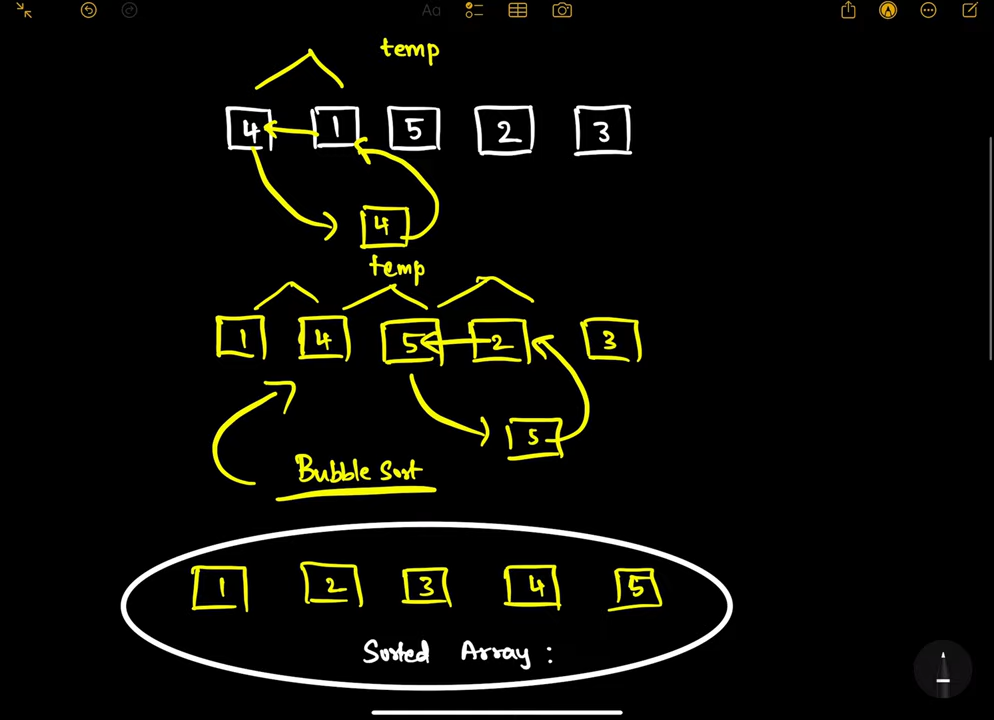 Aa
temp
4 1 5 2 3
4
temp
1 4 5 2 3
5
Bubble Sort
1 2 3 4 5
Sorted Array :